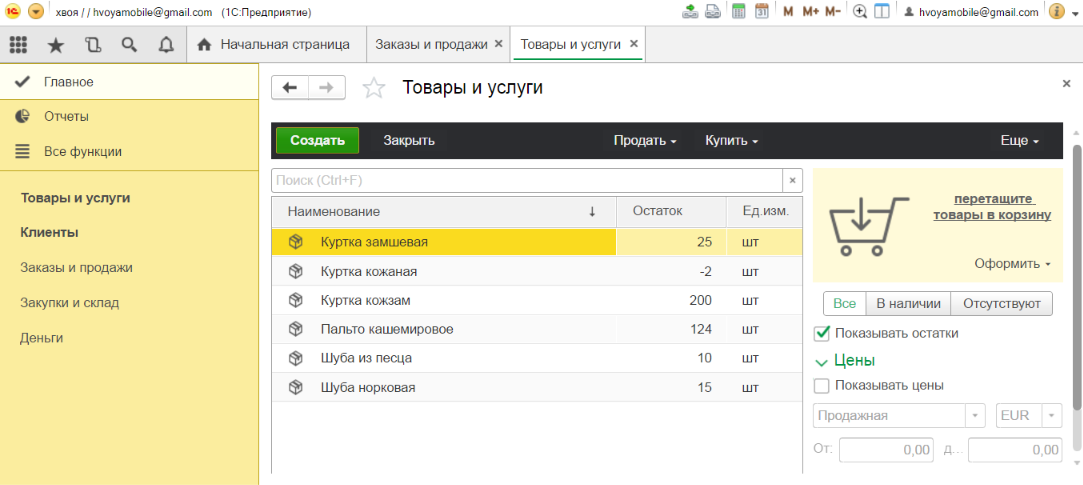 1С хвоя / / hvoyamobile@gmail.com (1С:Предприятие) 31 M M+ M- hvoyamobile@gmail.com i
Начальная страница Заказы и продажи × Товары и услуги ×
Главное
Отчеты
Все функции
Товары и услуги
Клиенты
Заказы и продажи
Закупки и склад
Деньги
Товары и услуги ×
Создать Закрыть Продать Купить Еще
Поиск (Ctrl+F) ×
Наименование ↓ Остаток Ед.изм.
Куртка замшевая 25 шт
Куртка кожаная -2 шт
Куртка кожзам 200 шт
Пальто кашемировое 124 шт
Шуба из песца 10 шт
Шуба норковая 15 шт
перетащите
товары в корзину
Оформить
Все В наличии Отсутствуют
Показывать остатки
Цены
Показывать цены
Продажная EUR
От: 0,00 д... 0,00